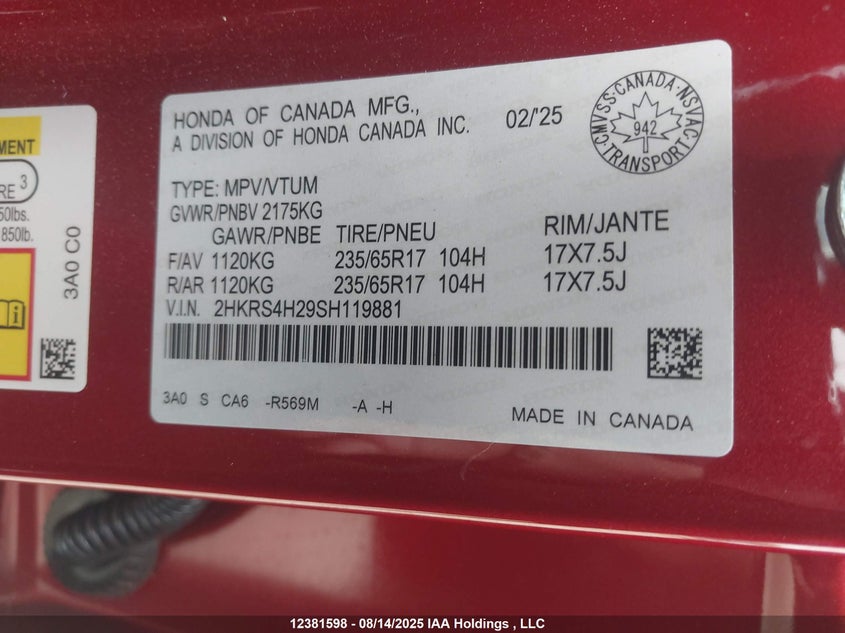 MENT
RE 3
50lbs.
850lb.
3A0 C0
HONDA OF CANADA MFG.,
A DIVISION OF HONDA CANADA INC.
02/'25
CMVSS·CANADA·NSVAC
942
TRANSPORT
TYPE: MPV/VTUM
GVWR/PNBV 2175KG
GAWR/PNBE TIRE/PNEU RIM/JANTE
F/AV 1120KG 235/65R17 104H 17X7.5J
R/AR 1120KG 235/65R17 104H 17X7.5J
V.I.N. 2HKRS4H29SH119881
3A0 S CA6 -R569M -A -H
MADE IN CANADA
12381598 - 08/14/2025 IAA Holdings , LLC